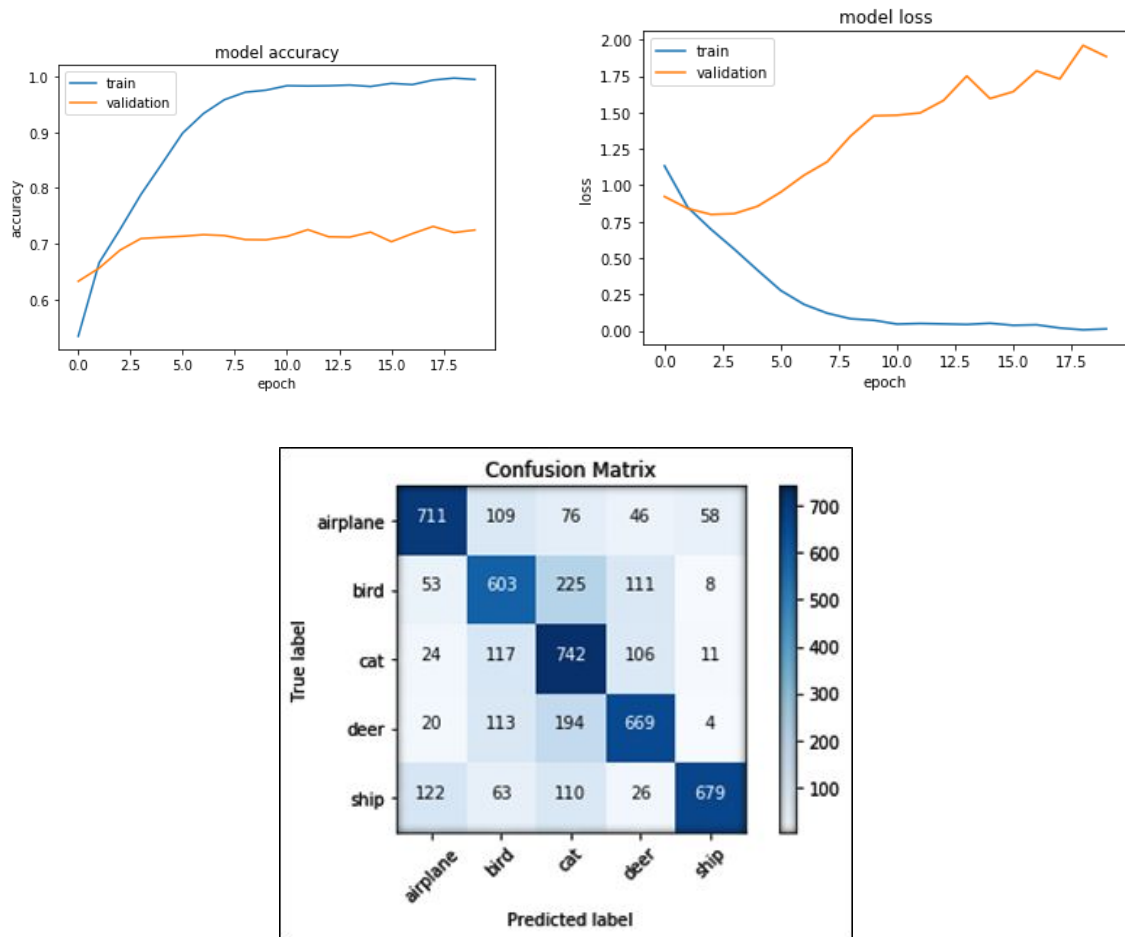 model accuracy
train
validation
1.0
0.9
0.8
0.7
0.6
accuracy
0.0 2.5 5.0 7.5 10.0 12.5 15.0 17.5
epoch
model loss
train
validation
2.00
1.75
1.50
1.25
1.00
0.75
0.50
0.25
0.00
loss
0.0 2.5 5.0 7.5 10.0 12.5 15.0 17.5
epoch
Confusion Matrix
airplane 711 109 76 46 58
bird 53 603 225 111 8
cat 24 117 742 106 11
deer 20 113 194 669 4
ship 122 63 110 26 679
True label
airplane bird cat deer ship
Predicted label
700
600
500
400
300
200
100